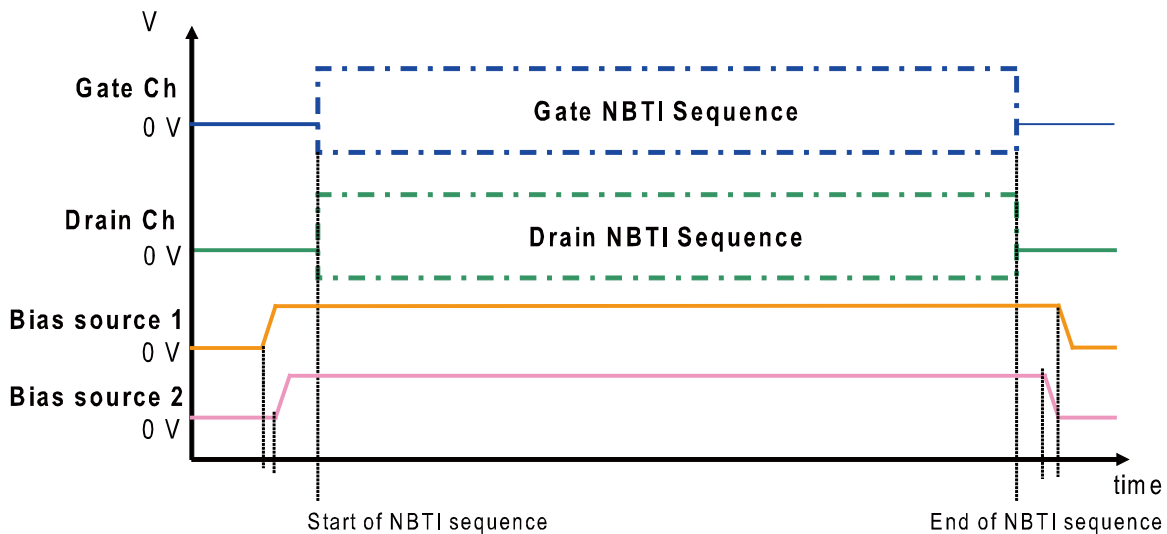 V
Gate Ch
0 V
Gate NBTI Sequence
Drain Ch
0 V
Drain NBTI Sequence
Bias source 1
0 V
Bias source 2
0 V
time
Start of NBTI sequence
End of NBTI sequence